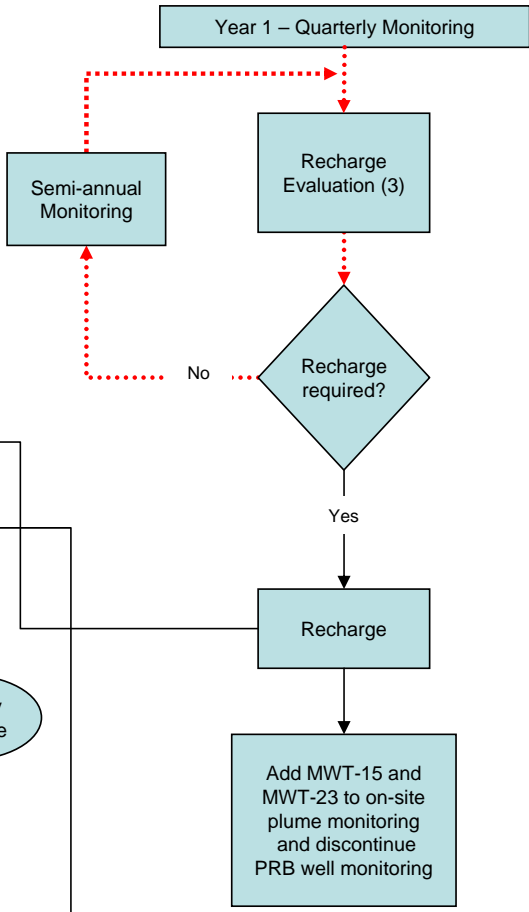 Year 1 – Quarterly Monitoring
Recharge
Evaluation (3)
Semi-annual
Monitoring
Recharge
required?
No
Yes
Recharge
Add MWT-15 and
MWT-23 to on-site
plume monitoring
and discontinue
PRB well monitoring